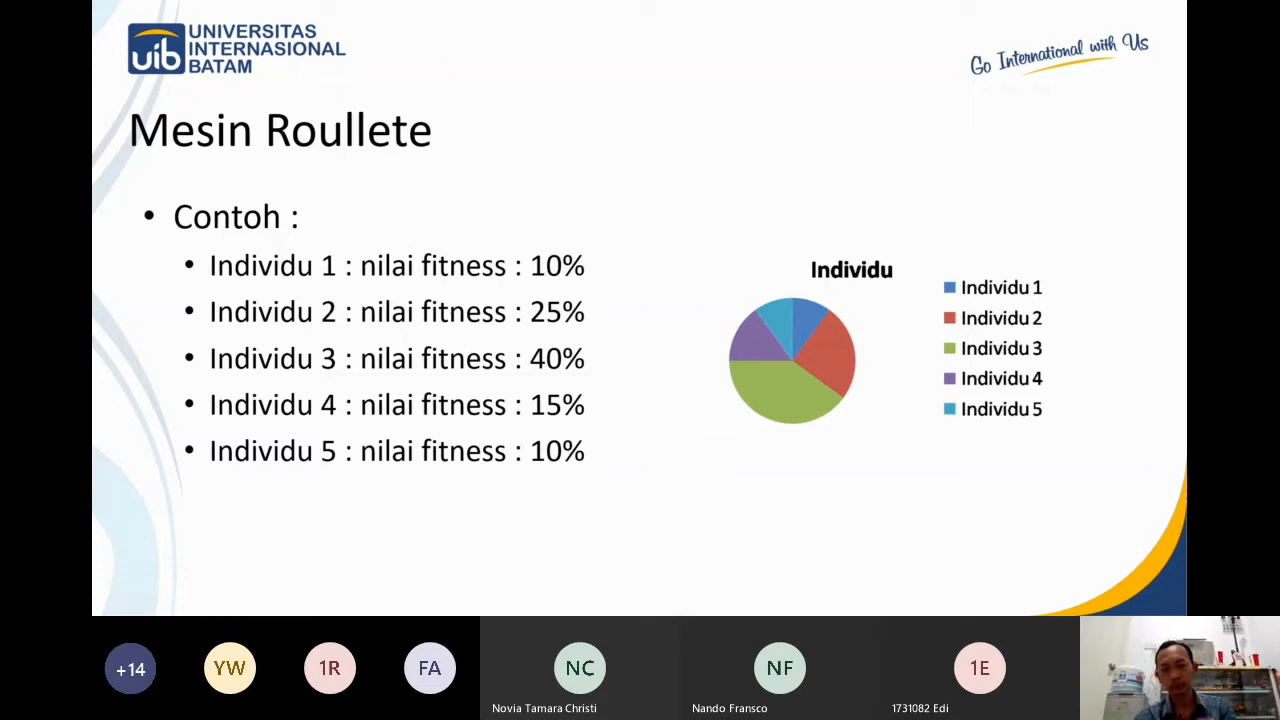 uib
UNIVERSITAS
INTERNASIONAL
BATAM
Go International with Us
Mesin Roullete
• Contoh :
• Individu 1 : nilai fitness : 10%
• Individu 2 : nilai fitness : 25%
• Individu 3 : nilai fitness : 40%
• Individu 4 : nilai fitness : 15%
• Individu 5 : nilai fitness : 10%
Individu
Individu 1
Individu 2
Individu 3
Individu 4
Individu 5
+14
YW
1R
FA
NC
NF
1E
Novia Tamara Christi
Nando Fransco
1731082 Edi